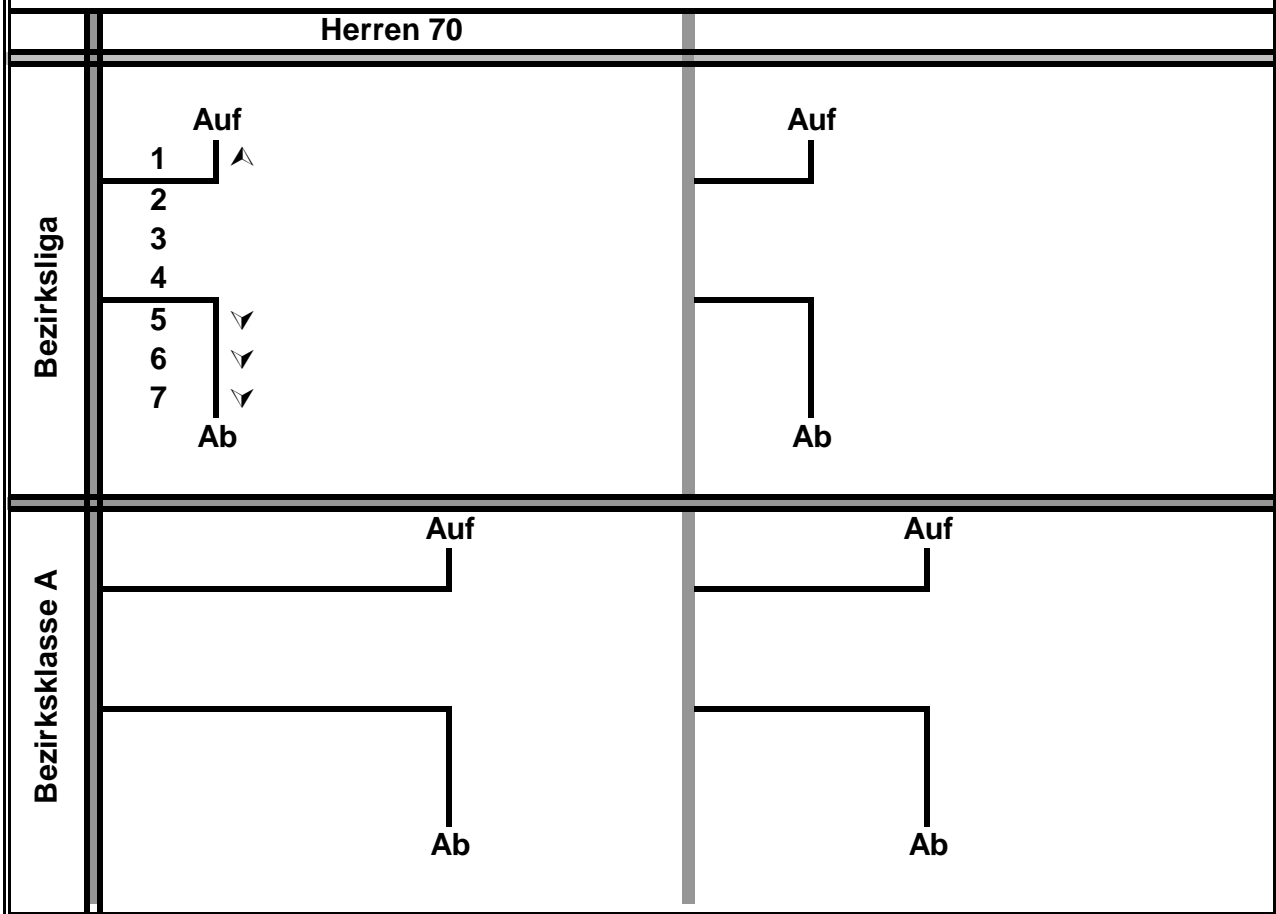 Herren 70
Bezirksliga
Auf
1
2
3
4
5
6
7
Ab
Auf
Ab
Bezirksklasse A
Auf
Ab
Auf
Ab